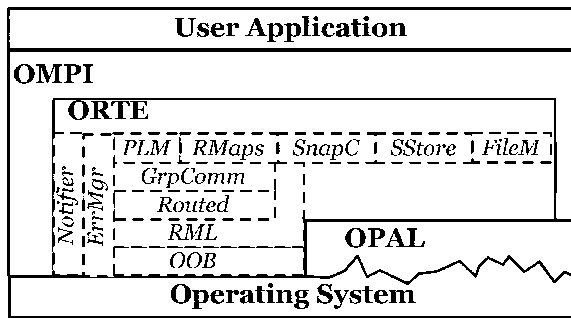 User Application
OMPI
ORTE
Notifier
ErrMgr
PLM RMaps SnapC SStore FileM
GrpComm
Routed
RML
OPAL
OOB
Operating System